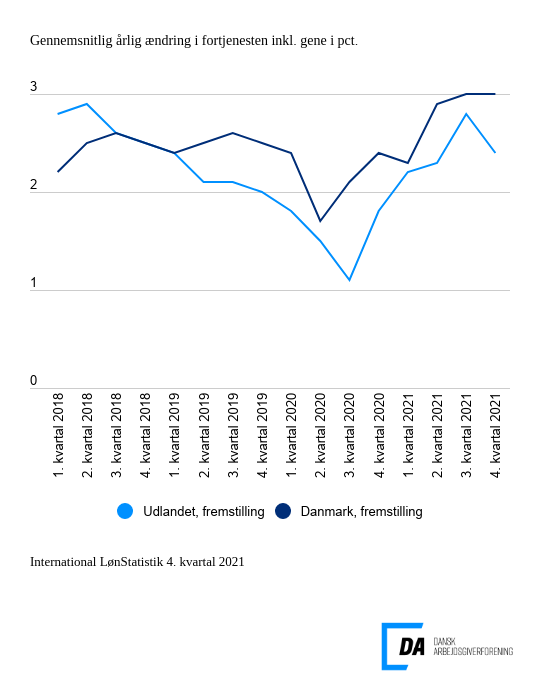 Gennemsnitlig årlig ændring i fortjenesten inkl. gene i pct.
3
2
1
0
1. kvartal 2018
2. kvartal 2018
3. kvartal 2018
4. kvartal 2018
1. kvartal 2019
2. kvartal 2019
3. kvartal 2019
4. kvartal 2019
1. kvartal 2020
2. kvartal 2020
3. kvartal 2020
4. kvartal 2020
1. kvartal 2021
2. kvartal 2021
3. kvartal 2021
4. kvartal 2021
Udlandet, fremstilling Danmark, fremstilling
International LønStatistik 4. kvartal 2021
DA
DANSK
ARBEJDSGIVERFORENING